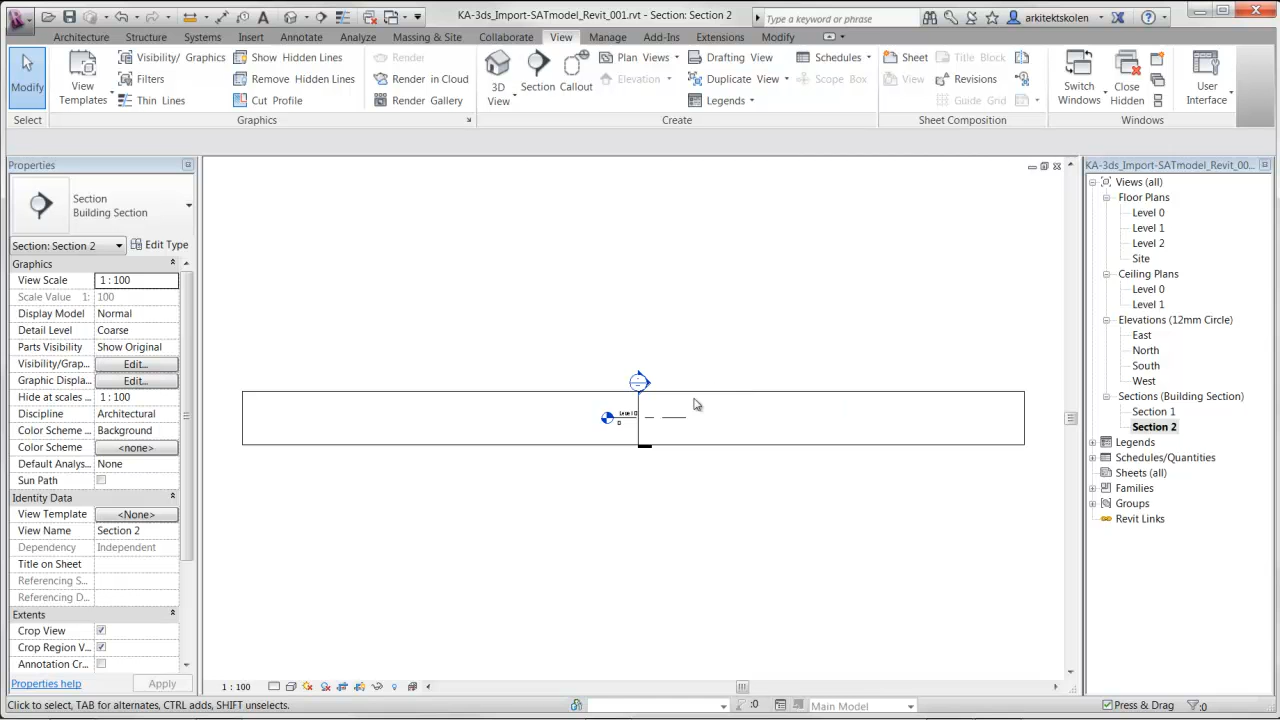 KA-3ds_Import-SATmodel_Revit_001.rvt - Section: Section 2
Type a keyword or phrase
arkitektskolen
Architecture Structure Systems Insert Annotate Analyze Massing & Site Collaborate View Manage Add-Ins Extensions Modify
Modify
Select
View Templates
Visibility/ Graphics
Filters
Thin Lines
Show Hidden Lines
Remove Hidden Lines
Cut Profile
Render
Render in Cloud
Render Gallery
Graphics
3D View
Section
Callout
Plan Views
Elevation
Drafting View
Duplicate View
Legends
Schedules
Scope Box
Create
Sheet
View
Title Block
Revisions
Guide Grid
Sheet Composition
Switch Windows
Close Hidden
Windows
User Interface
Properties
Section
Building Section
Section: Section 2
Edit Type
Graphics
View Scale 1 : 100
Scale Value 1: 100
Display Model Normal
Detail Level Coarse
Parts Visibility Show Original
Visibility/Grap... Edit...
Graphic Displa... Edit...
Hide at scales ... 1 : 100
Discipline Architectural
Color Scheme ... Background
Color Scheme <none>
Default Analys... None
Sun Path
Identity Data
View Template <None>
View Name Section 2
Dependency Independent
Title on Sheet
Referencing S...
Referencing D...
Extents
Crop View
Crop Region V...
Annotation Cr...
Properties help
Apply
1 : 100
KA-3ds_Import-SATmodel_Revit_00...
Views (all)
Floor Plans
Level 0
Level 1
Level 2
Site
Ceiling Plans
Level 0
Level 1
Elevations (12mm Circle)
East
North
South
West
Sections (Building Section)
Section 1
Section 2
Legends
Schedules/Quantities
Sheets (all)
Families
Groups
Revit Links
Click to select, TAB for alternates, CTRL adds, SHIFT unselects.
:0
Main Model
Press & Drag
:0